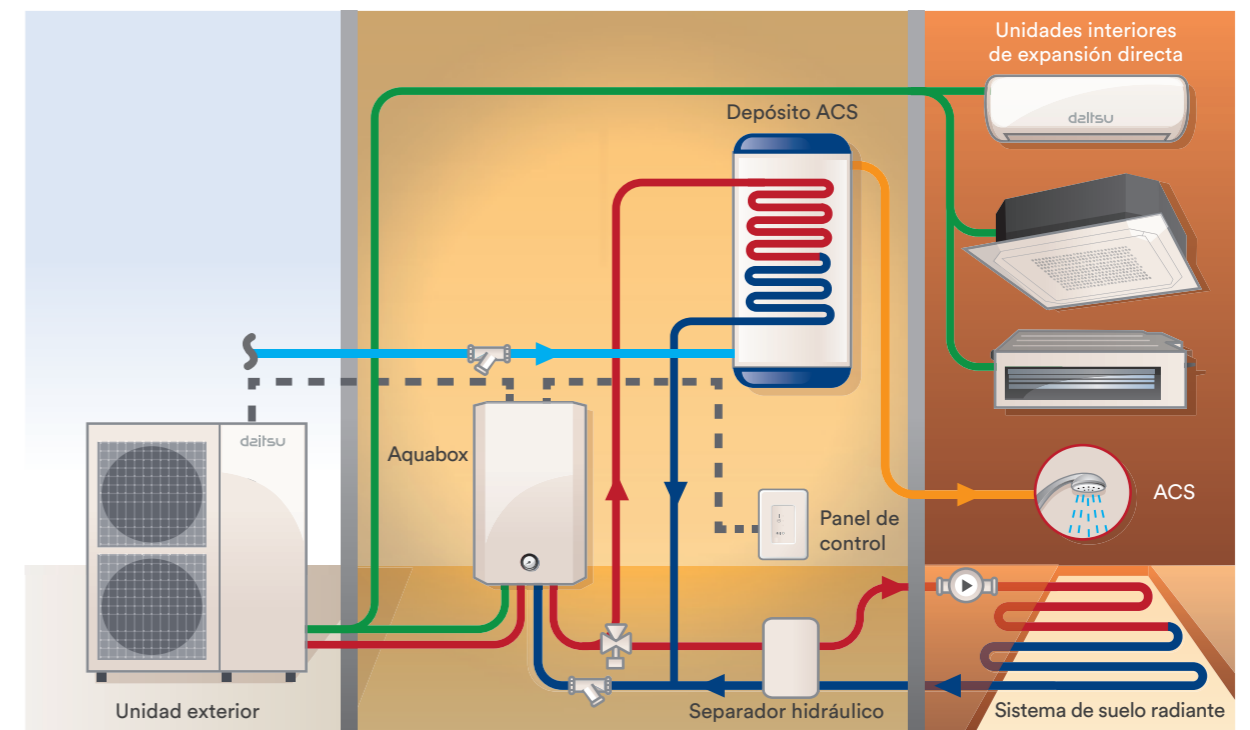 Unidades interiores
de expansión directa
daitsu
Depósito ACS
daitsu
Aquabox
ACS
Panel de
control
Unidad exterior
Separador hidráulico
Sistema de suelo radiante